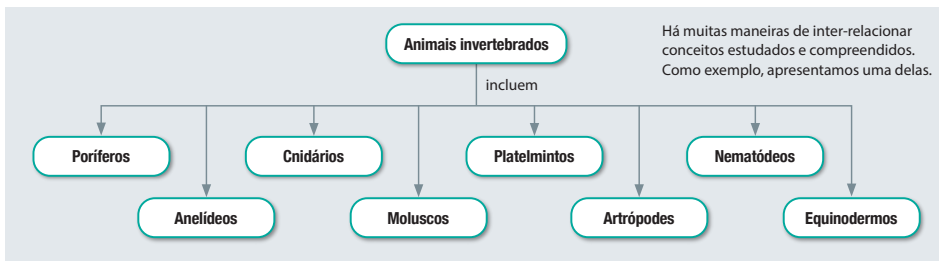 Animais invertebrados
Há muitas maneiras de inter-relacionar
conceitos estudados e compreendidos.
Como exemplo, apresentamos uma delas.
incluem
Poríferos
Cnidários
Platelmintos
Nematódeos
Anelídeos
Moluscos
Artrópodes
Equinodermos